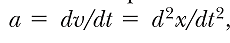 a = dv/dt = d²x/dt²,